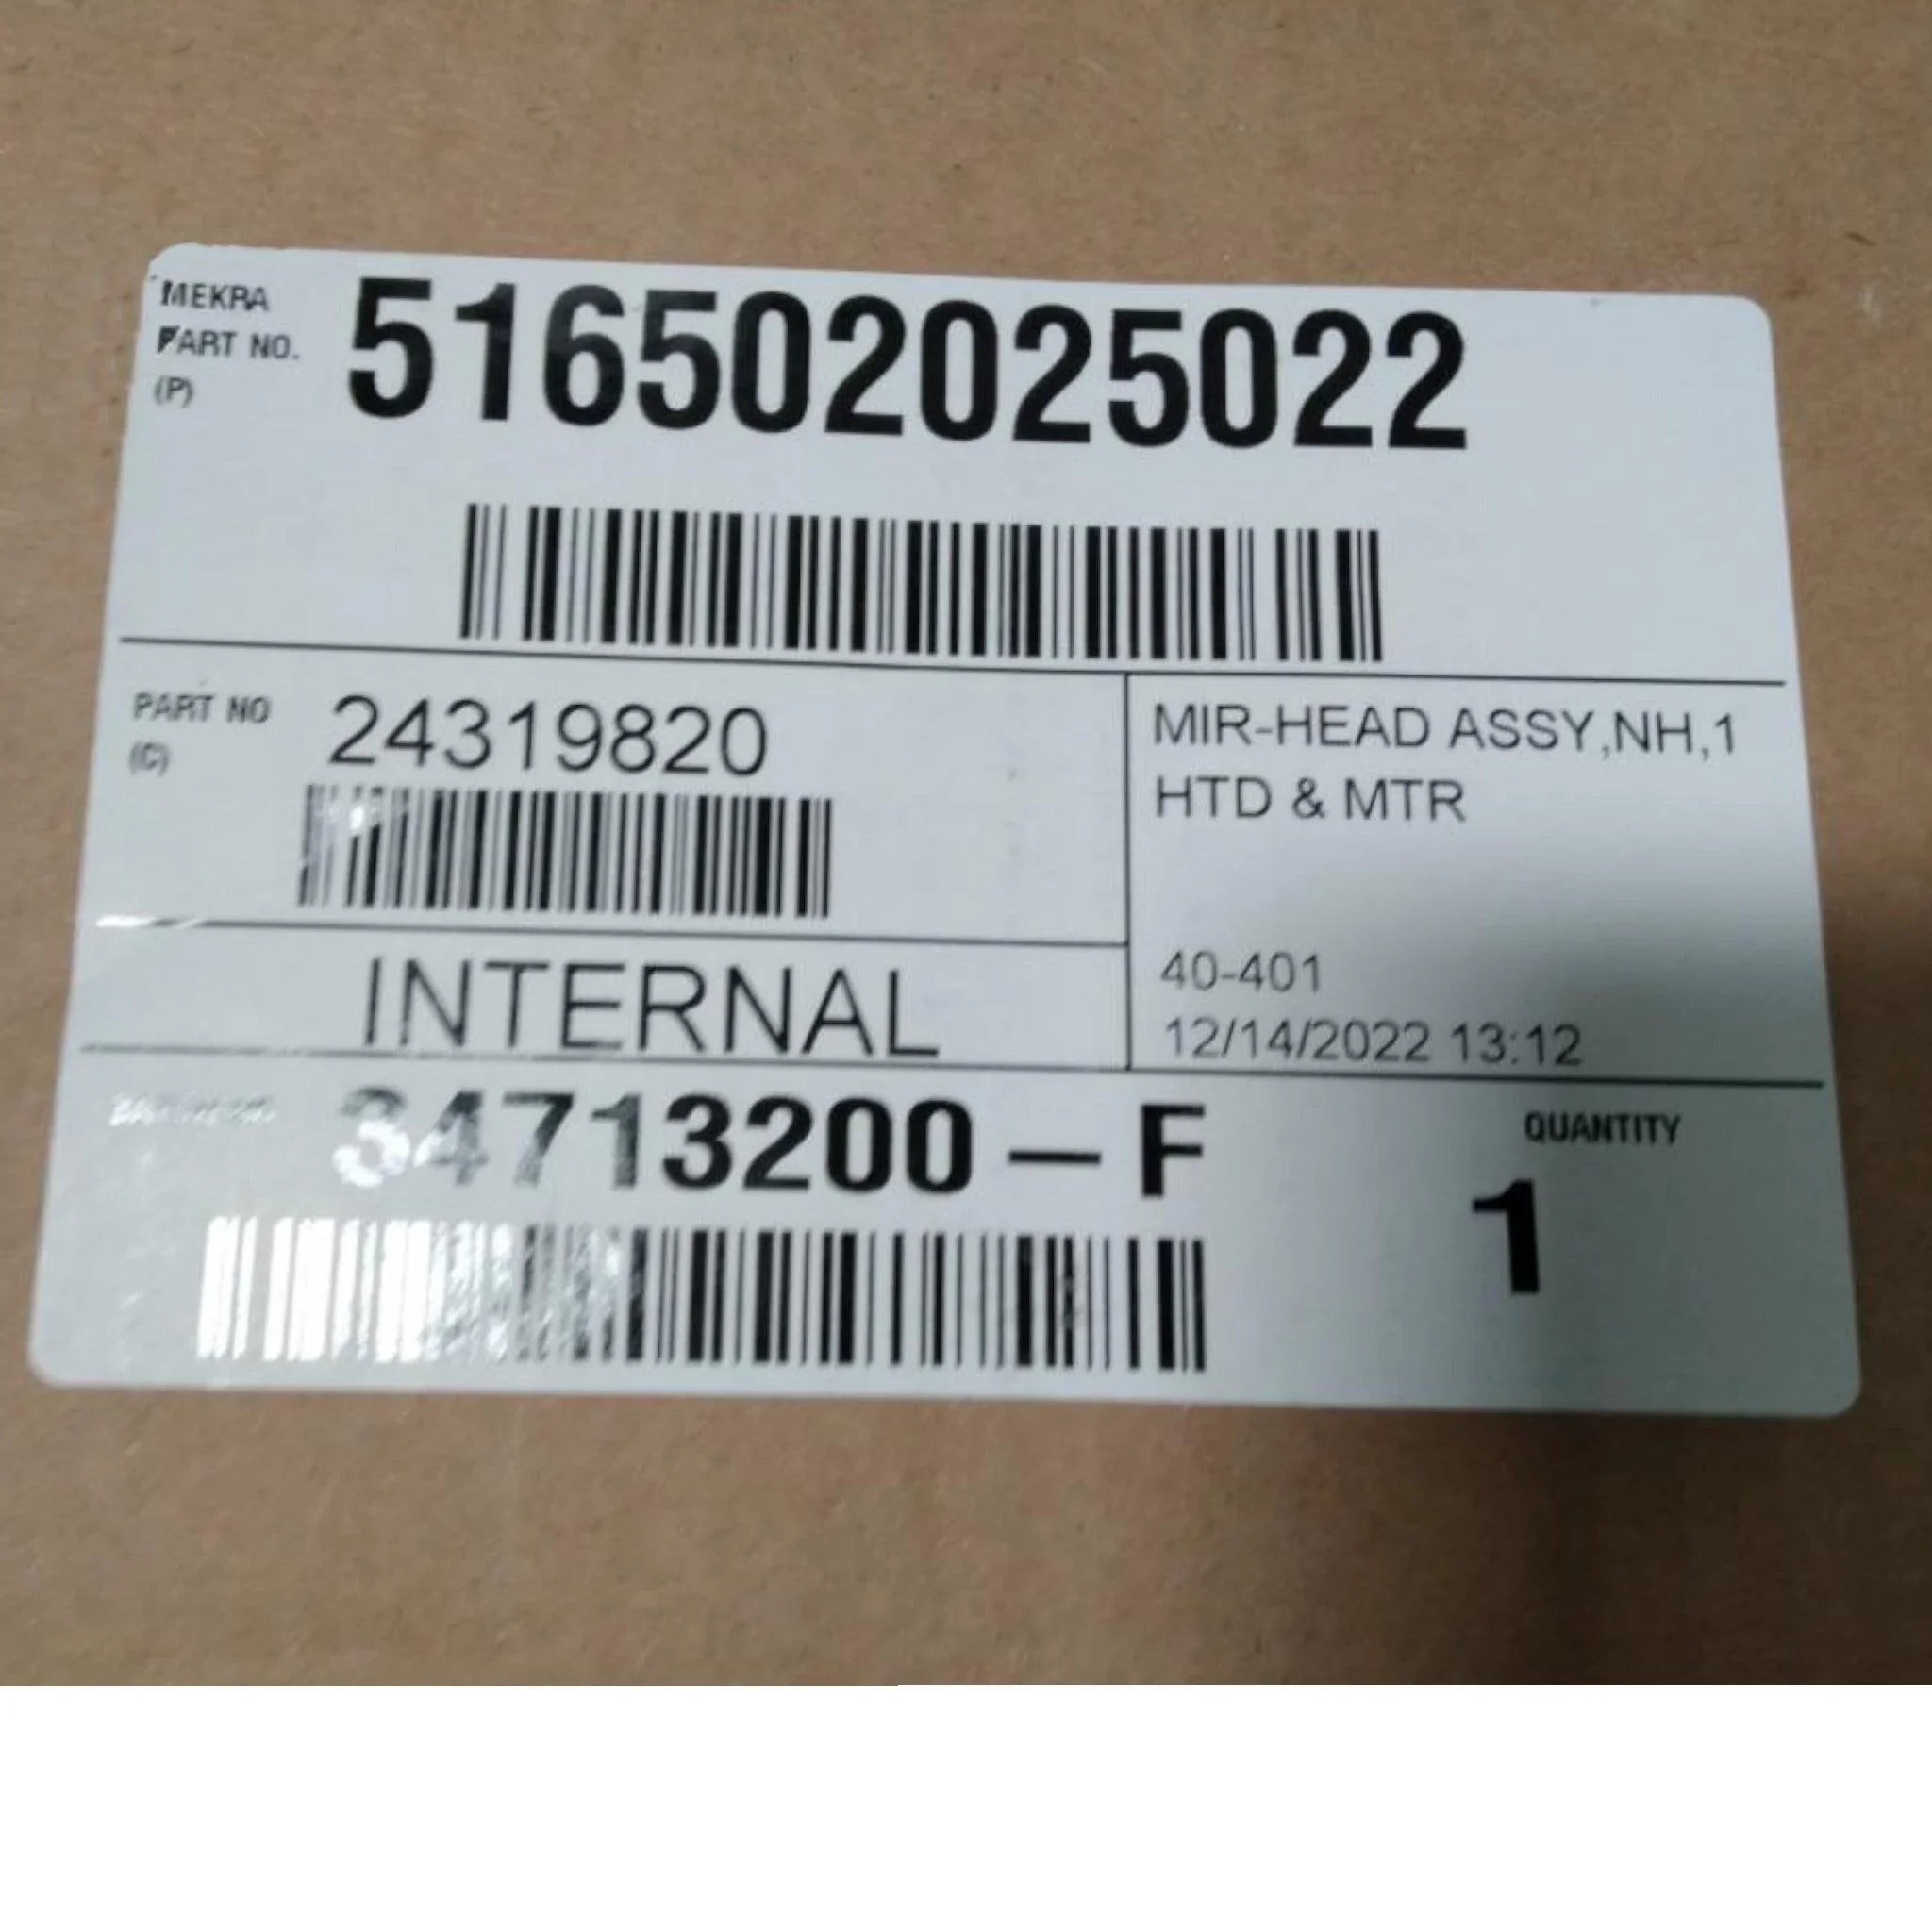 MEKRA
PART NO.
(P)
516502025022
PART NO
(C)
24319820
MIR-HEAD ASSY,NH,1
HTD & MTR
INTERNAL
40-401
12/14/2022 13:12
34713200 – F
QUANTITY
1